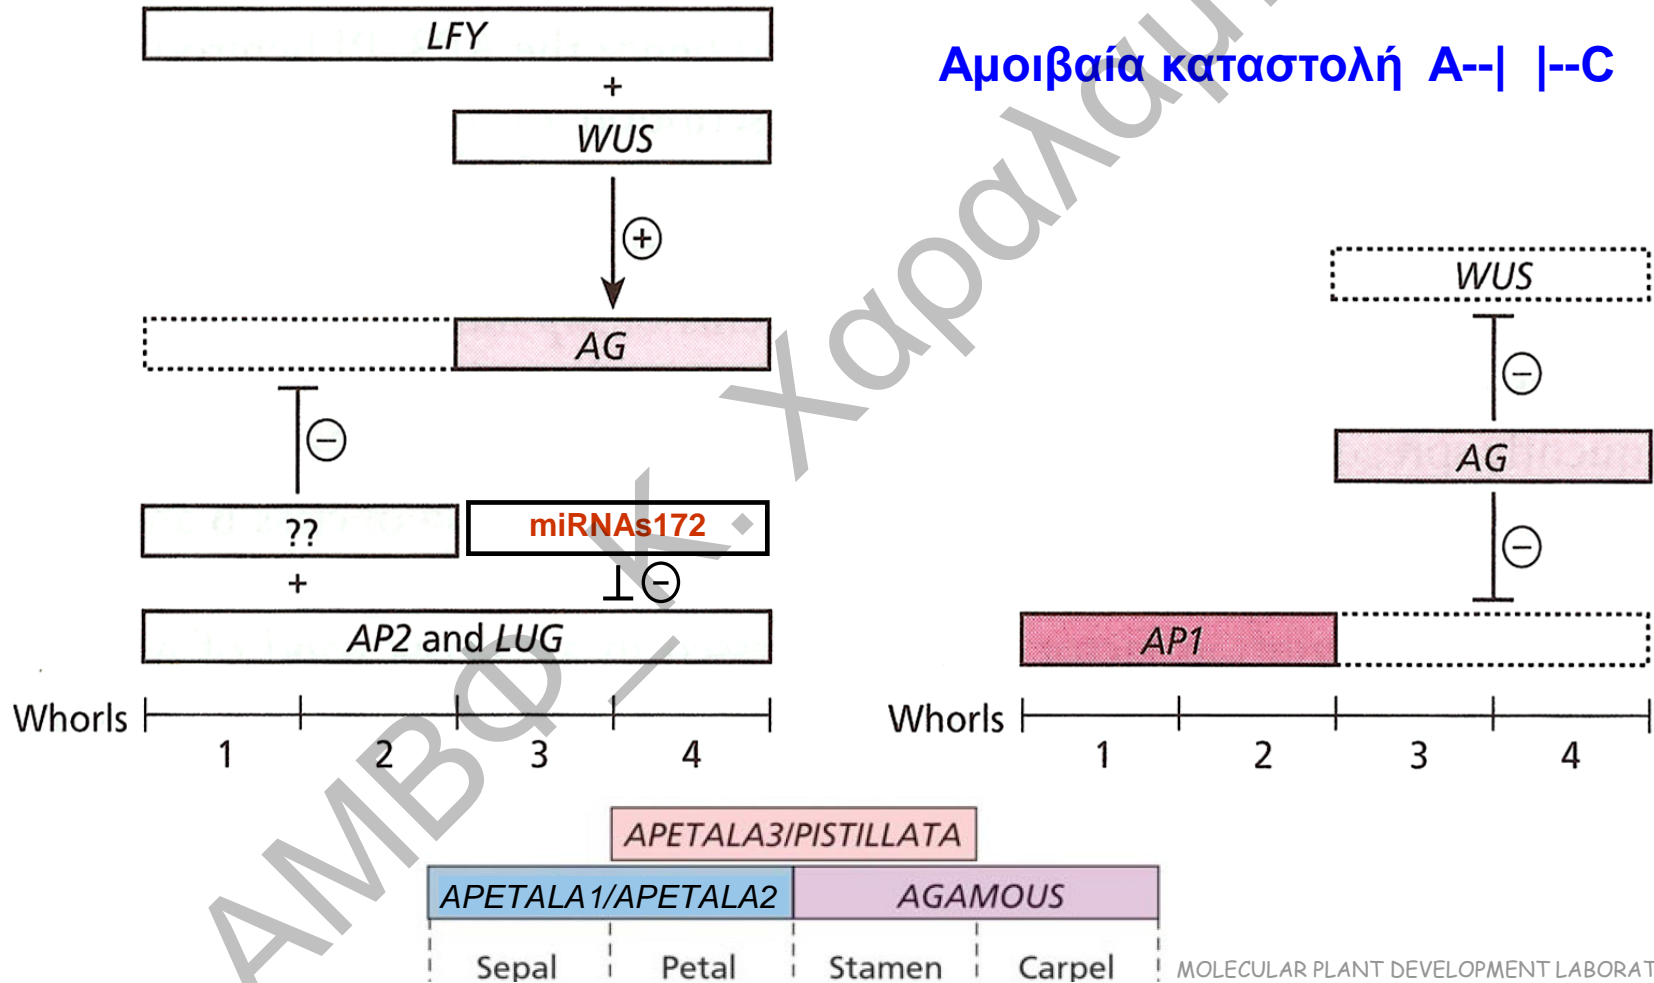 LFY
Αμοιβαία καταστολή A--| |--C
+
WUS
+
WUS
AG
−
−
AG
?? miRNAs172
−
+ -
AP2 and LUG
AP1
Whorls
1 2 3 4
Whorls
1 2 3 4
APETALA3/PISTILLATA
APETALA1/APETALA2 AGAMOUS
Sepal Petal Stamen Carpel
MOLECULAR PLANT DEVELOPMENT LABORAT
ΑΜΒΦ_Κ. Χαραλαμ